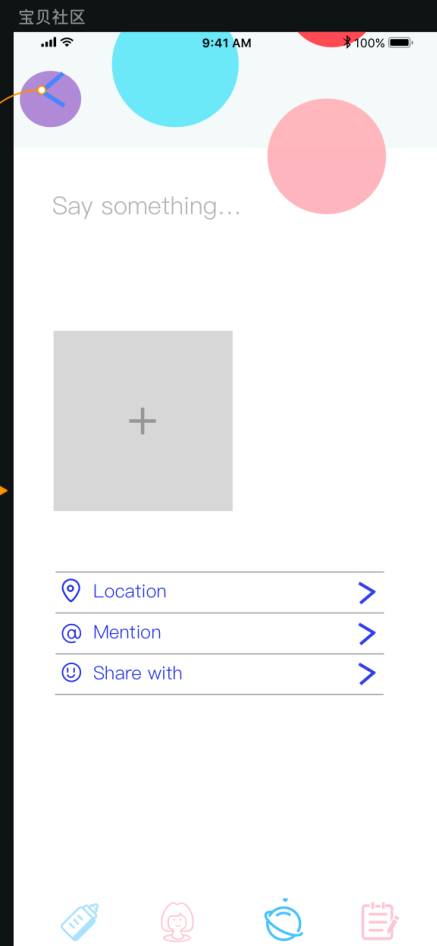 宝贝社区
9:41 AM
100%
Say something...
+
Location
@ Mention
Share with